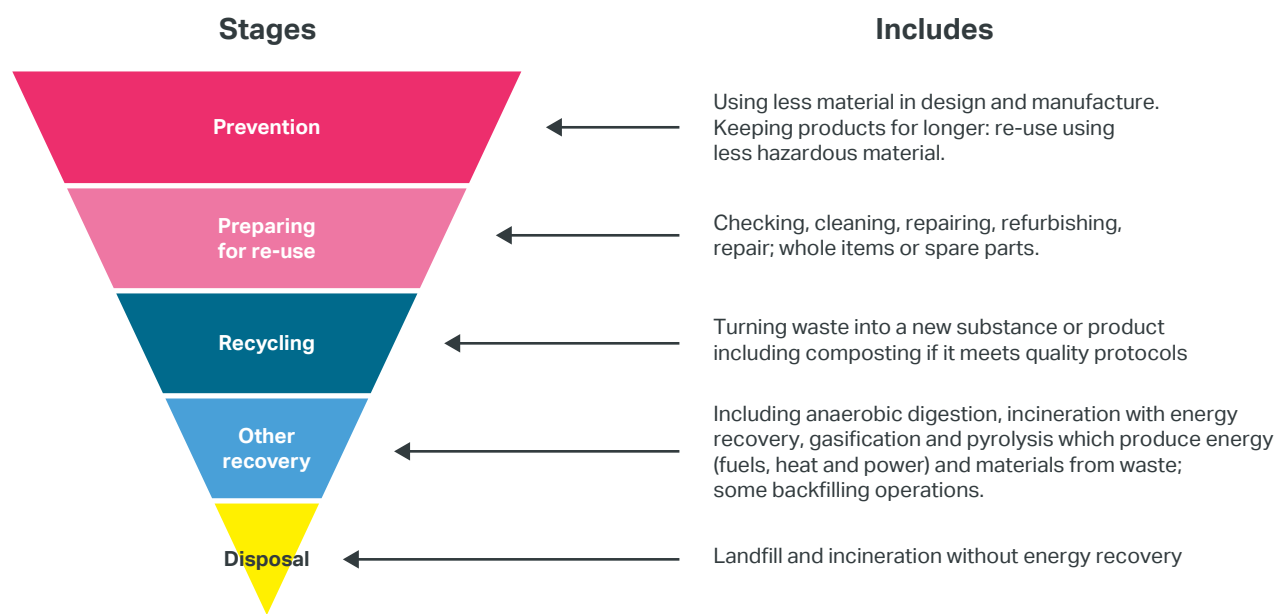 Stages
Includes
Prevention
Using less material in design and manufacture.
Keeping products for longer: re-use using
less hazardous material.
Preparing
for re-use
Checking, cleaning, repairing, refurbishing,
repair; whole items or spare parts.
Recycling
Turning waste into a new substance or product
including composting if it meets quality protocols
Other
recovery
Including anaerobic digestion, incineration with energy
recovery, gasification and pyrolysis which produce energy
(fuels, heat and power) and materials from waste;
some backfilling operations.
Disposal
Landfill and incineration without energy recovery